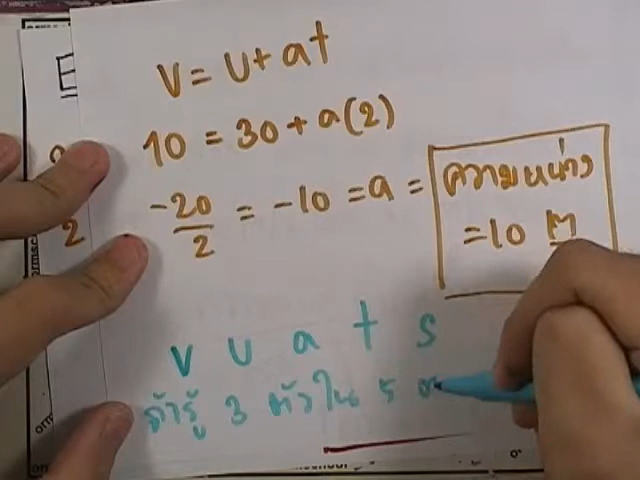 V = U + at
10 = 30 + a(2)
-20/2 = -10 = a = ความหน่วง
= 10 m
V U a t s
ถ้ารู้ 3 ตัวใน 5